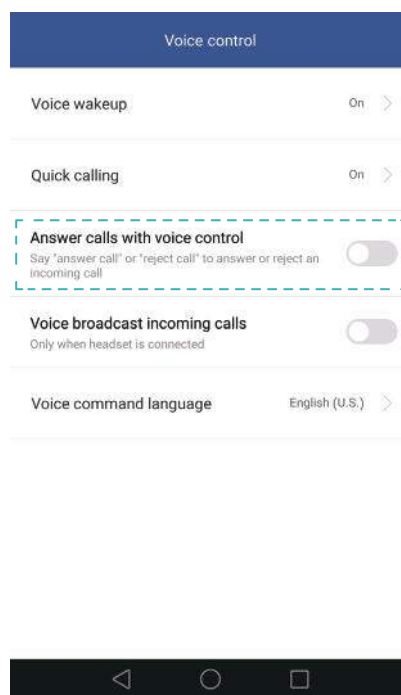 Voice control
Voice wakeup On
Quick calling On
Answer calls with voice control
Say "answer call" or "reject call" to answer or reject an
incoming call
Voice broadcast incoming calls
Only when headset is connected
Voice command language English (U.S.)